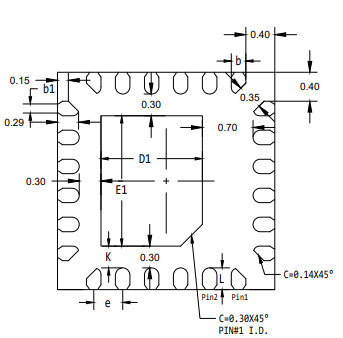 0.40
b
0.15
b1
0.30
0.35
0.40
0.29
0.70
D1
0.30
E1
K
0.30
L
C=0.14X45°
e
Pin2
Pin1
C=0.30X45°
PIN#1 I.D.